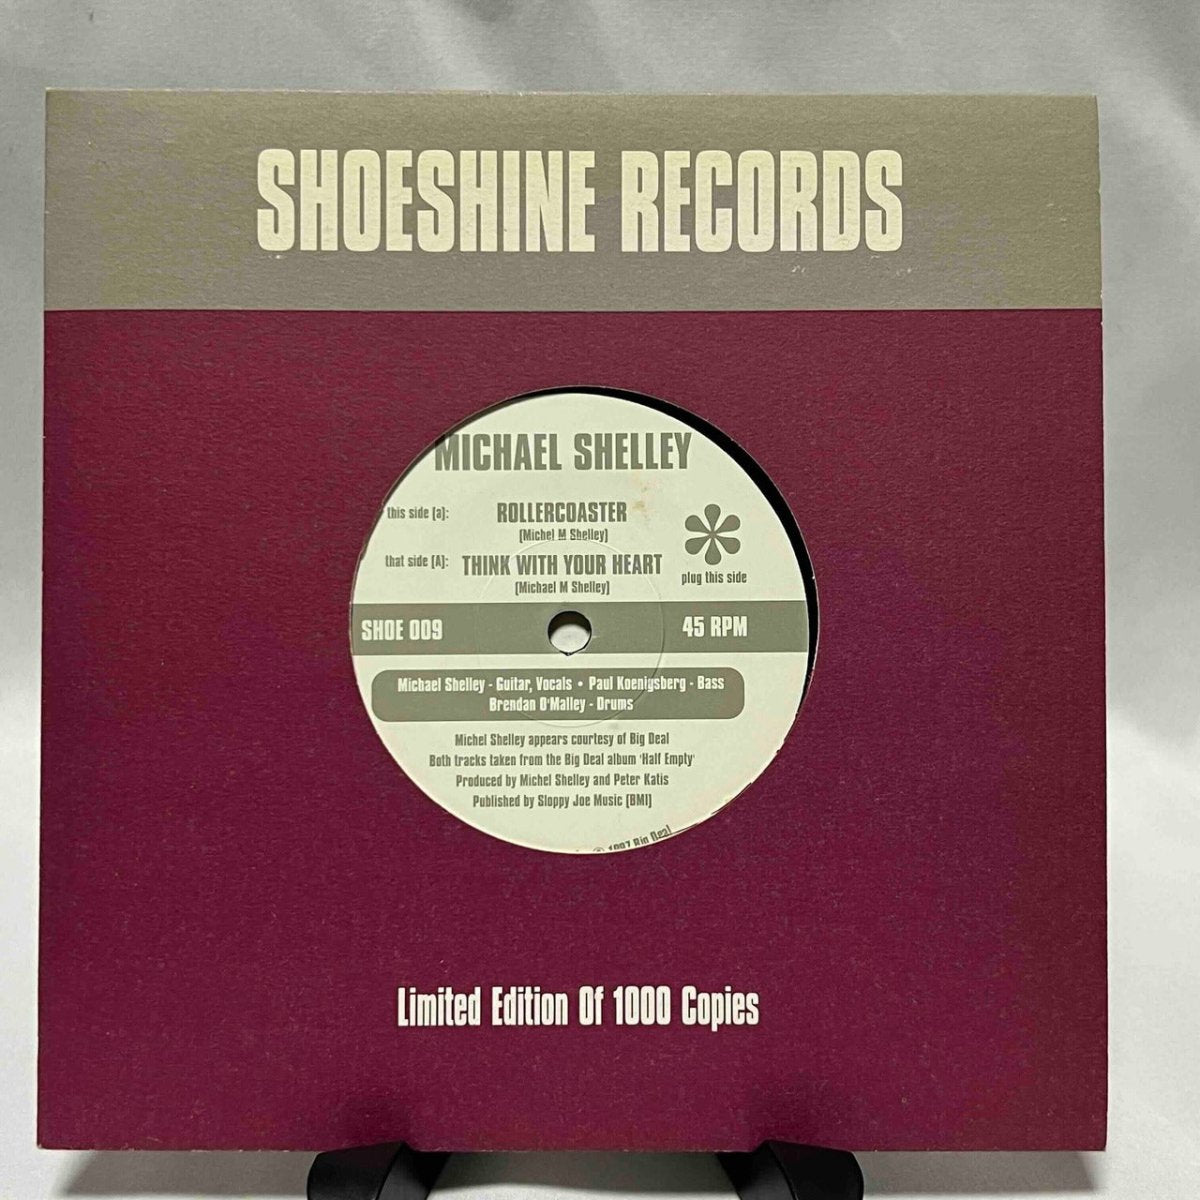 SHOESHINE RECORDS
MICHAEL SHELLEY
this side [a]: ROLLERCOASTER
[Michel M Shelley]
that side [A]: THINK WITH YOUR HEART
[Michael M Shelley]
plug this side
SHOE 009 45 RPM
Michael Shelley - Guitar, Vocals • Paul Koenigsberg - Bass
Brendan O'Malley - Drums
Michel Shelley appears courtesy of Big Deal
Both tracks taken from the Big Deal album 'Half Empty'
Produced by Michel Shelley and Peter Katis
Published by Sloppy Joe Music [BMI]
1997 Big Deal
Limited Edition Of 1000 Copies